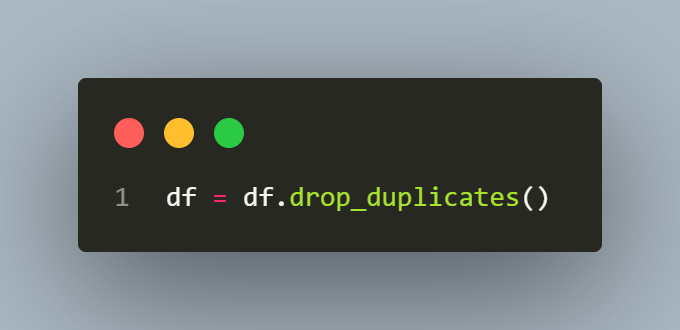 1 df = df.drop_duplicates()